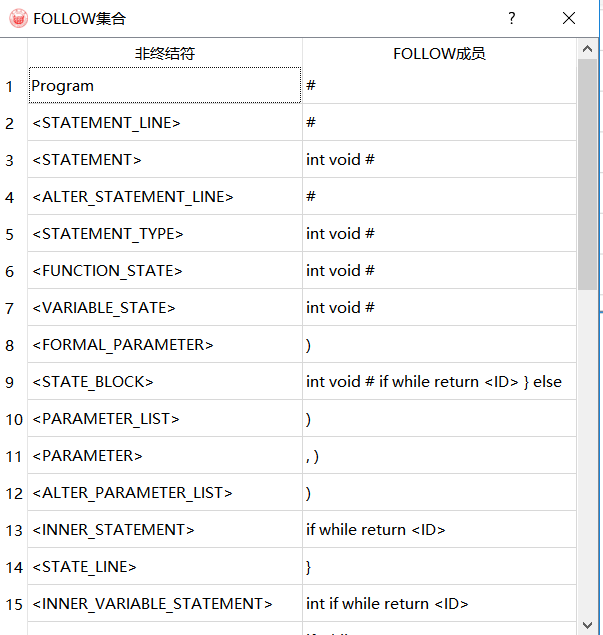 FOLLOW集合
?
非终结符 FOLLOW成员
1 Program #
2 <STATEMENT_LINE> #
3 <STATEMENT> int void #
4 <ALTER_STATEMENT_LINE> #
5 <STATEMENT_TYPE> int void #
6 <FUNCTION_STATE> int void #
7 <VARIABLE_STATE> int void #
8 <FORMAL_PARAMETER> )
9 <STATE_BLOCK> int void # if while return <ID> } else
10 <PARAMETER_LIST> )
11 <PARAMETER> , )
12 <ALTER_PARAMETER_LIST> )
13 <INNER_STATEMENT> if while return <ID>
14 <STATE_LINE> }
15 <INNER_VARIABLE_STATEMENT> int if while return <ID>